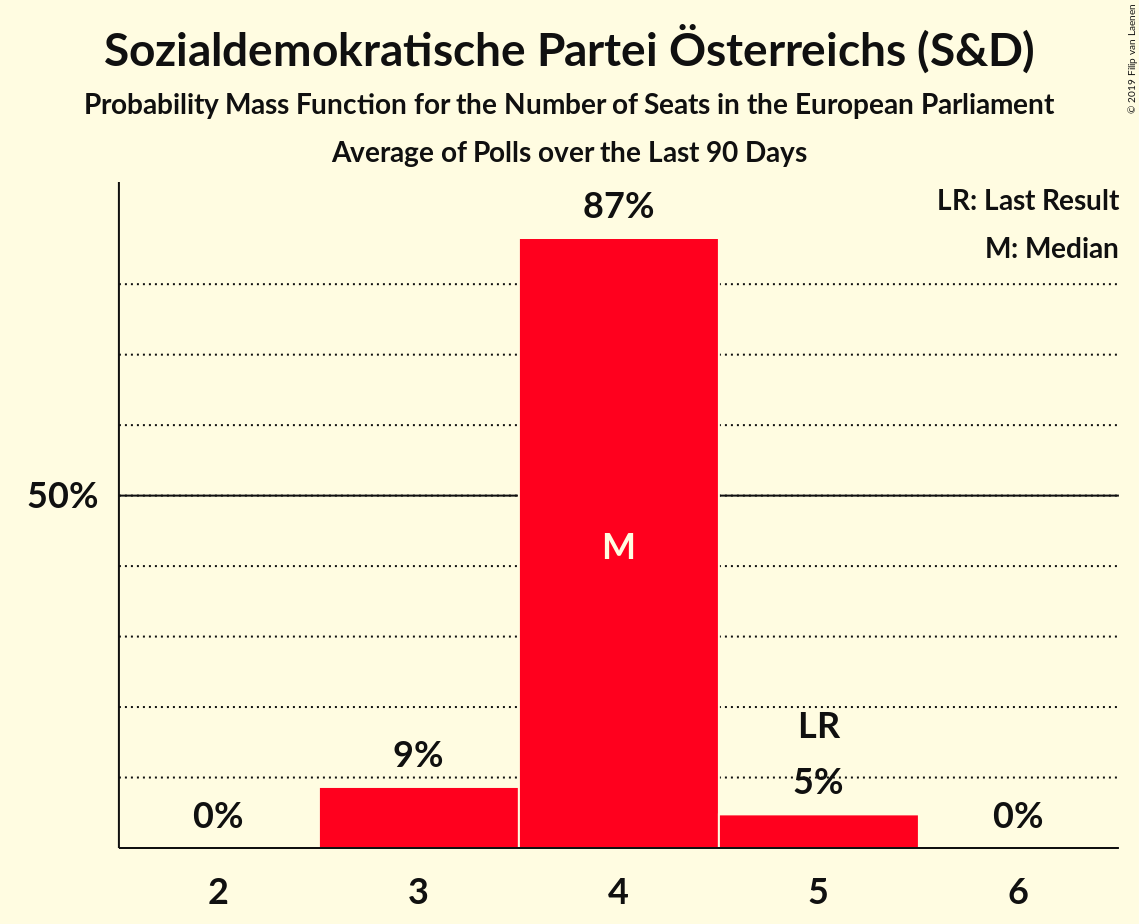 Sozialdemokratische Partei Österreichs (S&D)
Probability Mass Function for the Number of Seats in the European Parliament
Average of Polls over the Last 90 Days
© 2019 Filip van Laenen
LR: Last Result
M: Median
87%
50%
M
LR
9%
5%
0%
0%
2 3 4 5 6